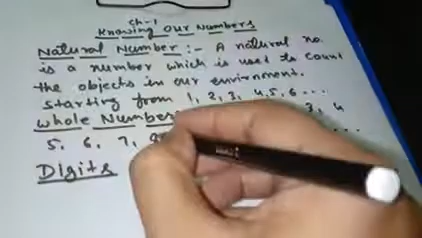 Ch-1
Knowing Our Numbers
Natural Number :- A natural no.
is a number which is used to count
the objects in our environment.
starting from 1, 2, 3, 4, 5, 6...
Whole Number 3, 4
5, 6, 7, 8 ...
Digits